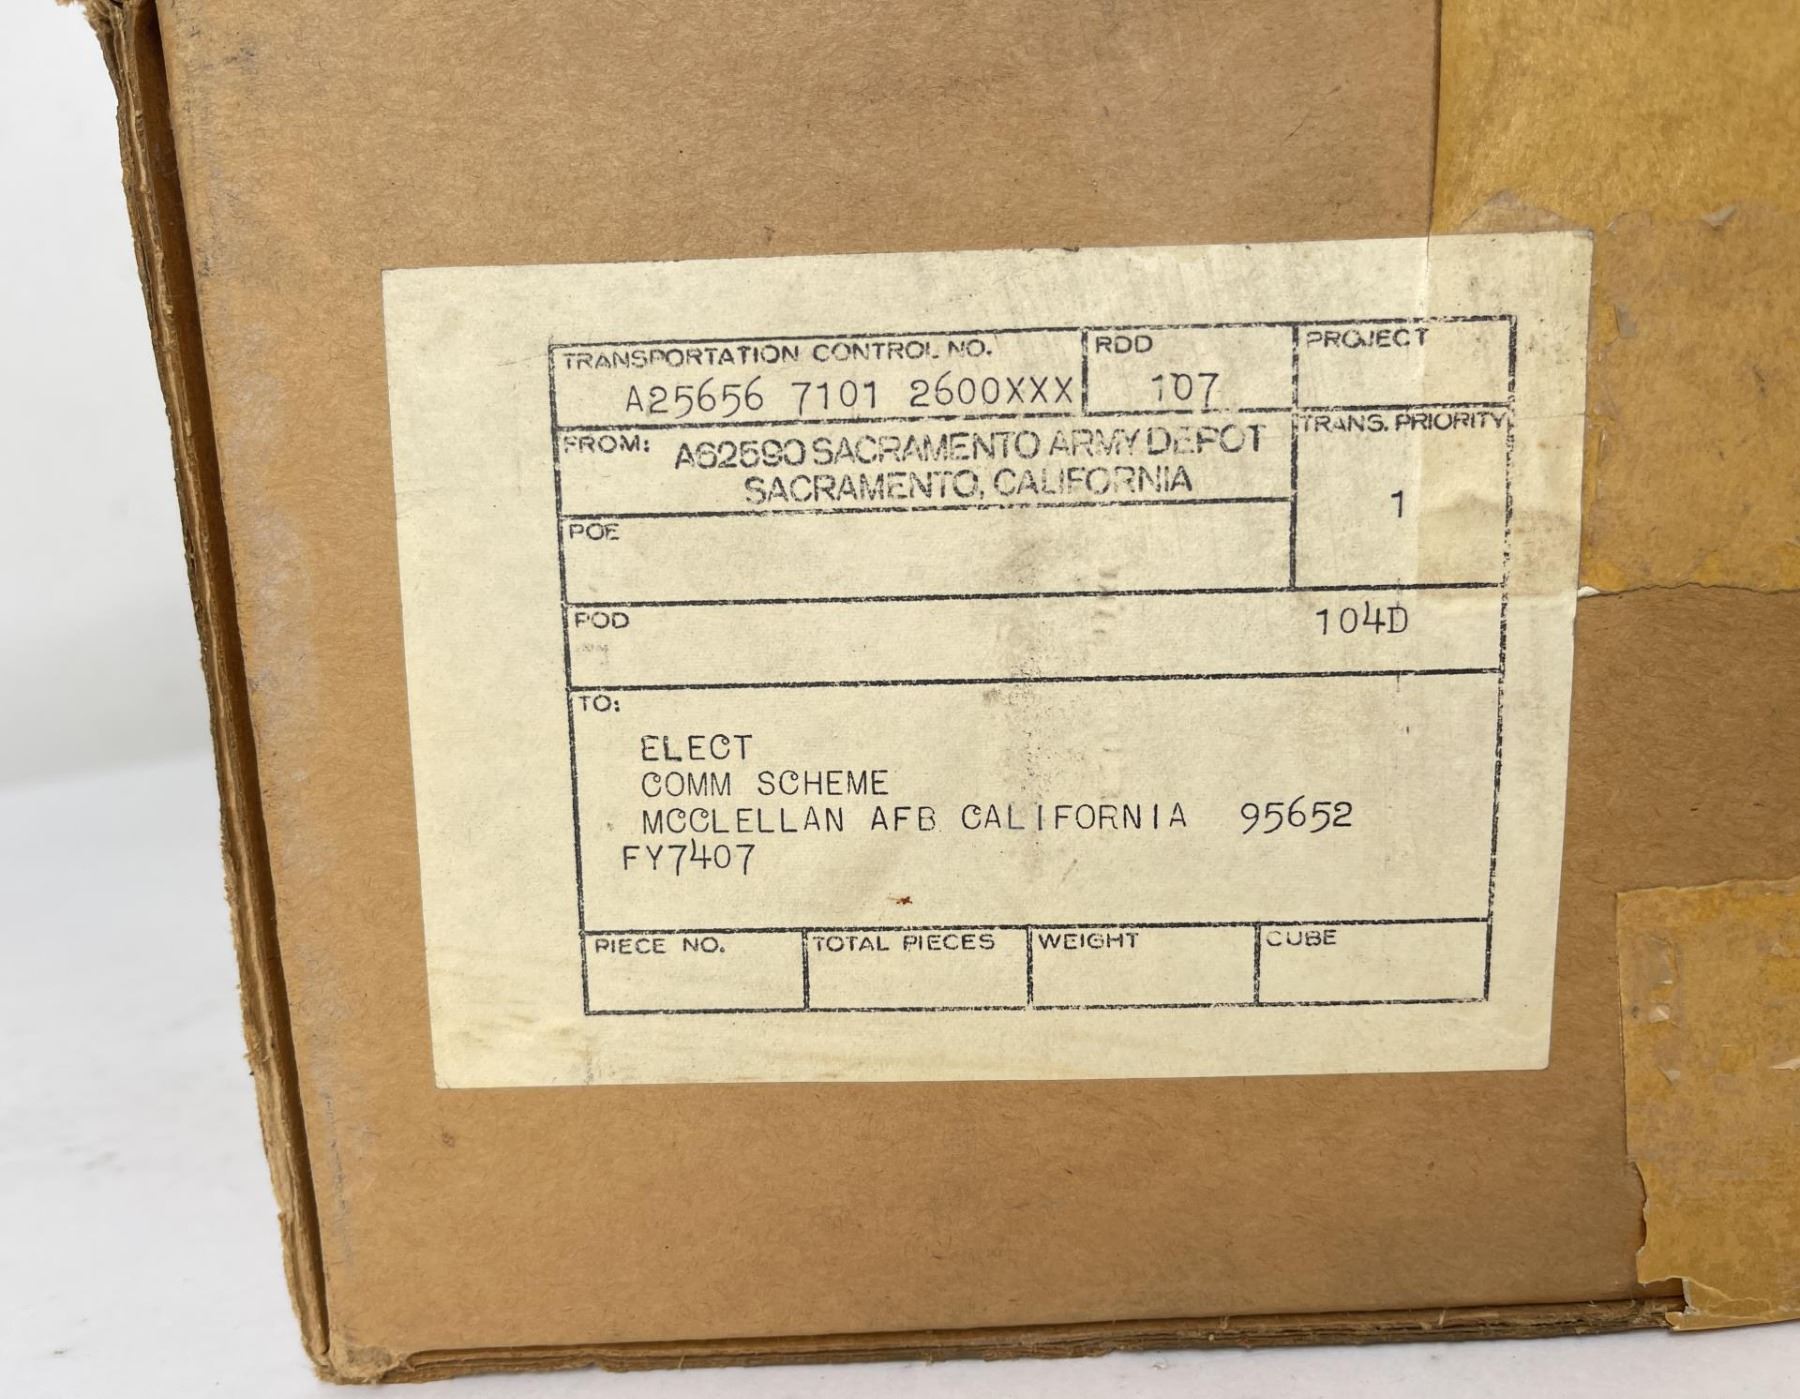 TRANSPORTATION CONTROL NO.
A25656 7101 2600XXX
RDD
107
PROJECT
FROM: A62590 SACRAMENTO ARMY DEPOT
SACRAMENTO, CALIFORNIA
TRANS. PRIORITY
1
POE
POD
104D
TO:
ELECT
COMM SCHEME
MCCLELLAN AFB CALIFORNIA 95652
FY7407
PIECE NO.
TOTAL PIECES
WEIGHT
CUBE